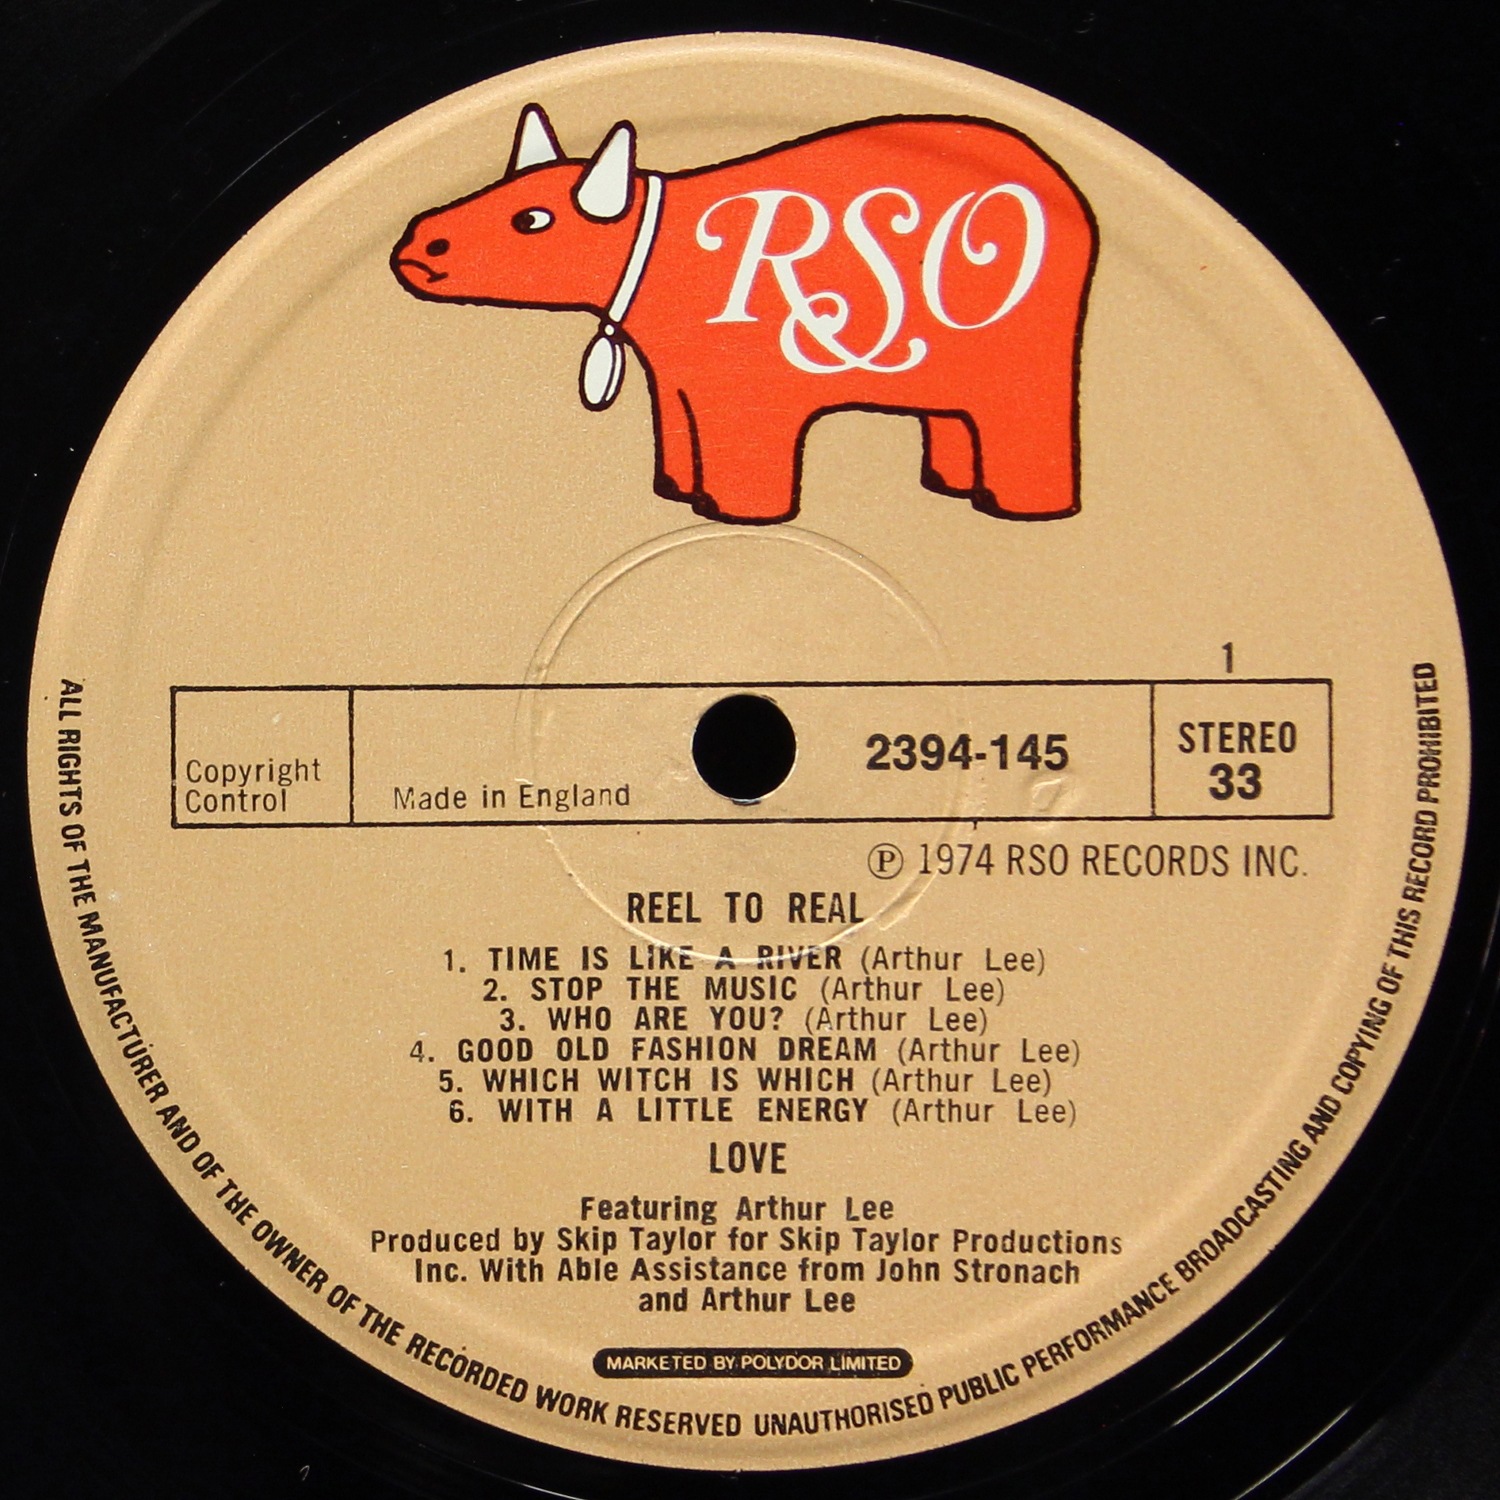 RSO
1
Copyright
Control
Made in England
2394-145
STEREO
33
Ⓟ 1974 RSO RECORDS INC.
REEL TO REAL
1. TIME IS LIKE A RIVER (Arthur Lee)
2. STOP THE MUSIC (Arthur Lee)
3. WHO ARE YOU? (Arthur Lee)
4. GOOD OLD FASHION DREAM (Arthur Lee)
5. WHICH WITCH IS WHICH (Arthur Lee)
6. WITH A LITTLE ENERGY (Arthur Lee)
LOVE
Featuring Arthur Lee
Produced by Skip Taylor for Skip Taylor Productions
Inc. With Able Assistance from John Stronach
and Arthur Lee
MARKETED BY POLYDOR LIMITED
ALL RIGHTS OF THE MANUFACTURER AND OF THE OWNER OF THE RECORDED WORK RESERVED UNAUTHORISED PUBLIC PERFORMANCE BROADCASTING AND COPYING OF THIS RECORD PROHIBITED